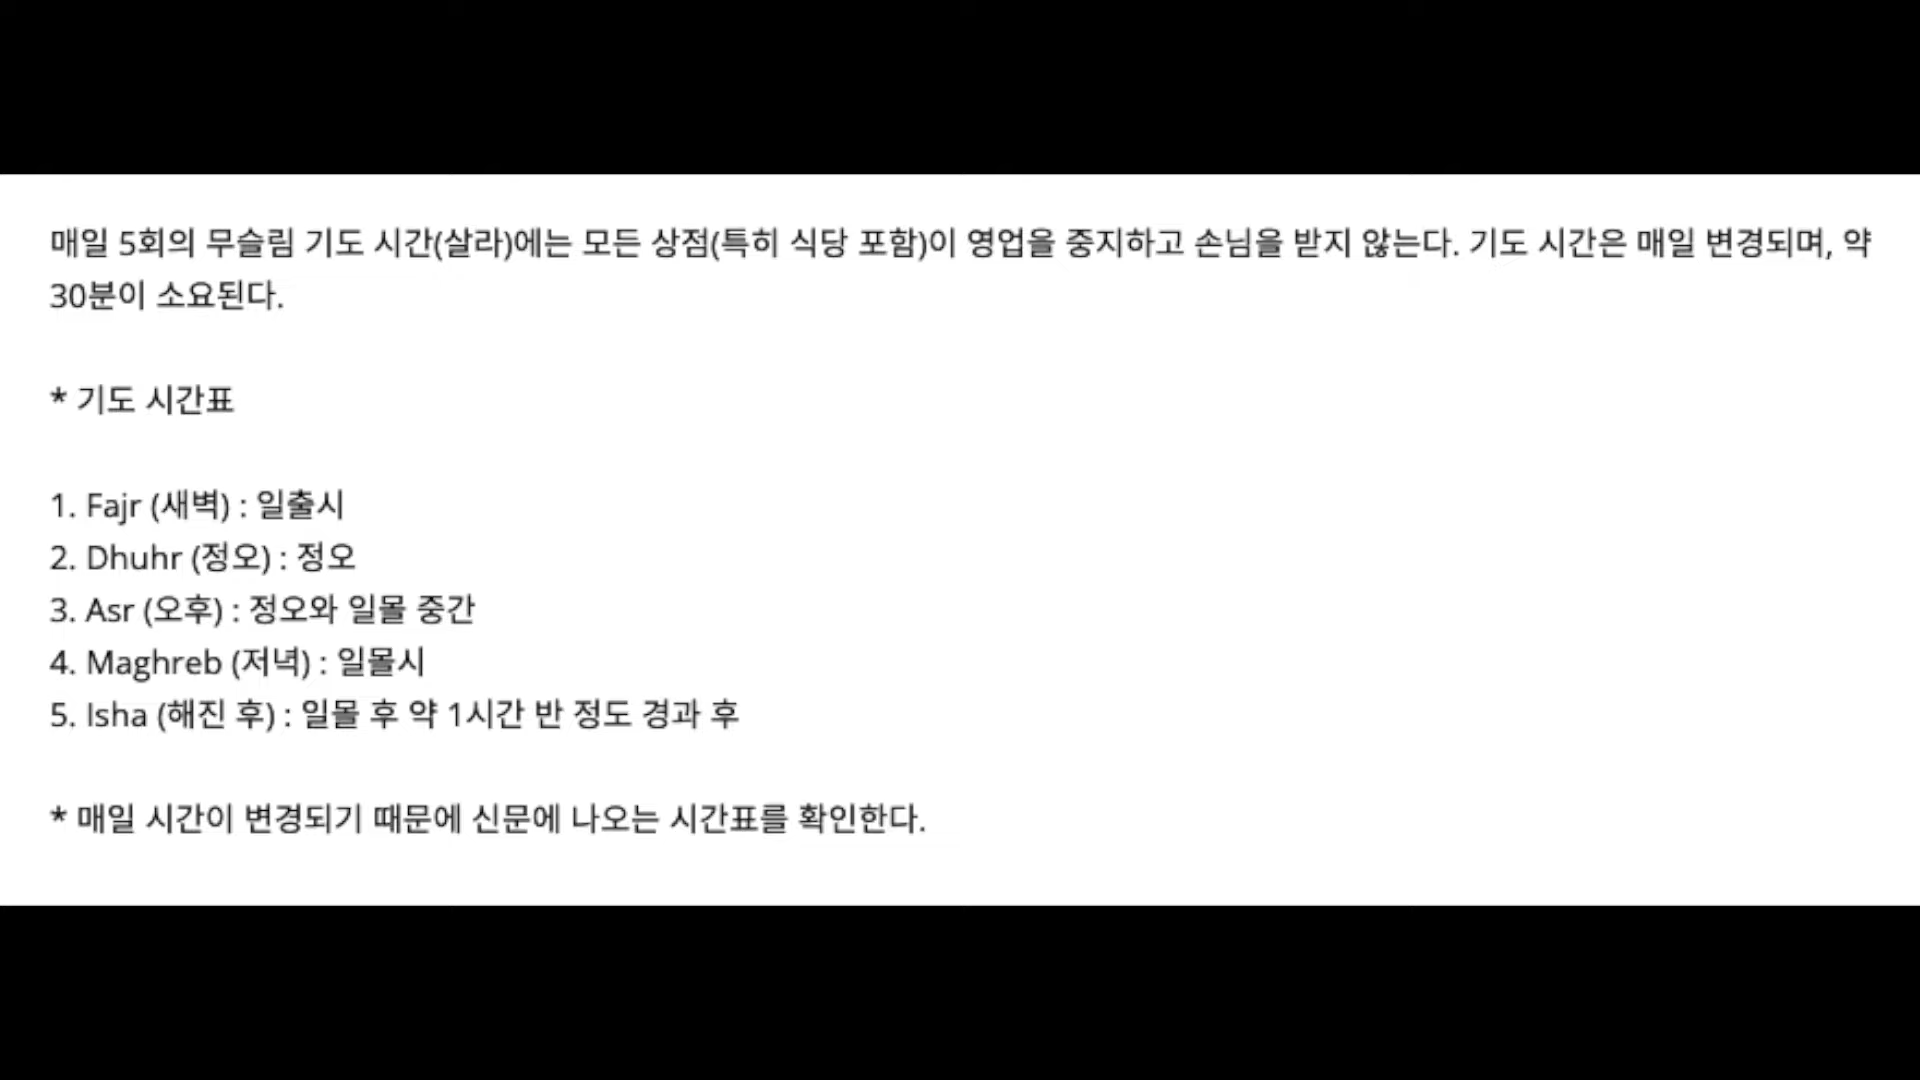 매일 5회의 무슬림 기도 시간(살라)에는 모든 상점(특히 식당 포함)이 영업을 중지하고 손님을 받지 않는다. 기도 시간은 매일 변경되며, 약
30분이 소요된다.
* 기도 시간표
1. Fajr (새벽) : 일출시
2. Dhuhr (정오) : 정오
3. Asr (오후) : 정오와 일몰 중간
4. Maghreb (저녁) : 일몰시
5. Isha (해진 후) : 일몰 후 약 1시간 반 정도 경과 후
* 매일 시간이 변경되기 때문에 신문에 나오는 시간표를 확인한다.